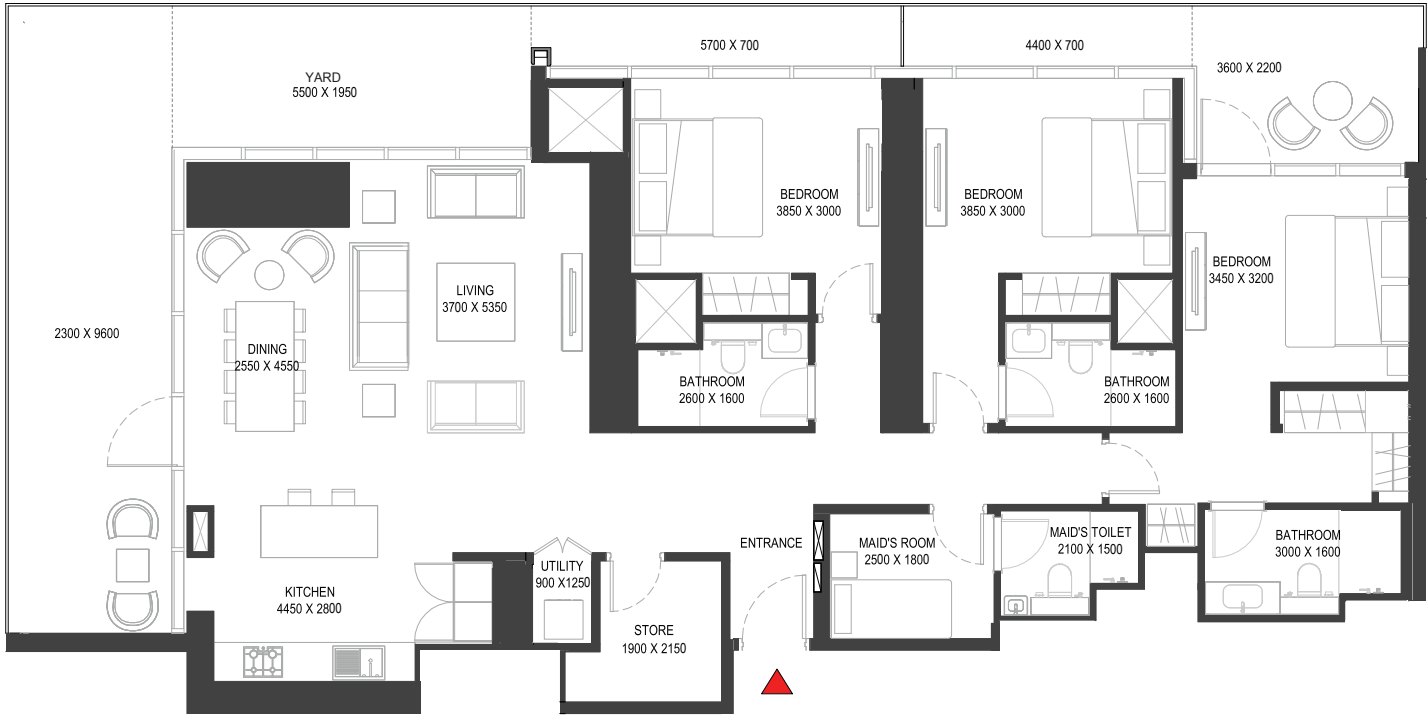 5700 X 700
4400 X 700
3600 X 2200
YARD
5500 X 1950
BEDROOM
3850 X 3000
BEDROOM
3850 X 3000
BEDROOM
3450 X 3200
LIVING
3700 X 5350
2300 X 9600
DINING
2550 X 4550
BATHROOM
2600 X 1600
BATHROOM
2600 X 1600
ENTRANCE
MAID'S ROOM
2500 X 1800
MAID'S TOILET
2100 X 1500
BATHROOM
3000 X 1600
UTILITY
900 X1250
KITCHEN
4450 X 2800
STORE
1900 X 2150